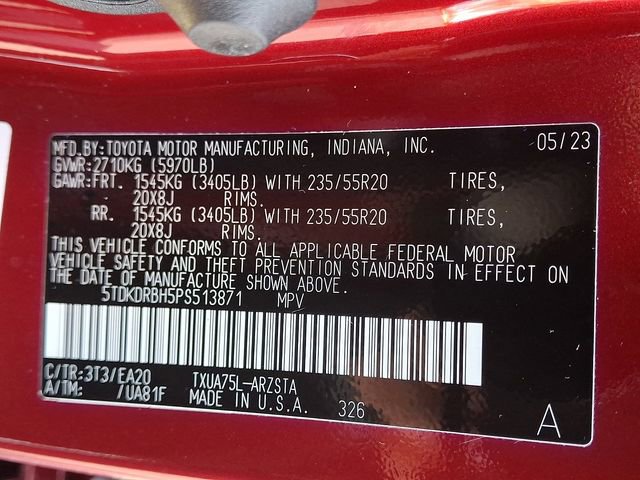 MFD.BY:TOYOTA MOTOR MANUFACTURING, INDIANA, INC. 05/23
GVWR:2710KG (5970LB)
GAWR:FRT. 1545KG (3405LB) WITH 235/55R20 TIRES,
20X8J RIMS.
RR. 1545KG (3405LB) WITH 235/55R20 TIRES,
20X8J RIMS.
THIS VEHICLE CONFORMS TO ALL APPLICABLE FEDERAL MOTOR
VEHICLE SAFETY AND THEFT PREVENTION STANDARDS IN EFFECT ON
THE DATE OF MANUFACTURE SHOWN ABOVE.
5TDKDRBH5PS513871 MPV
C/TR:3T3/EA20 TXUA75L-ARZSTA
A/TM: /UA81F MADE IN U.S.A. 326 A